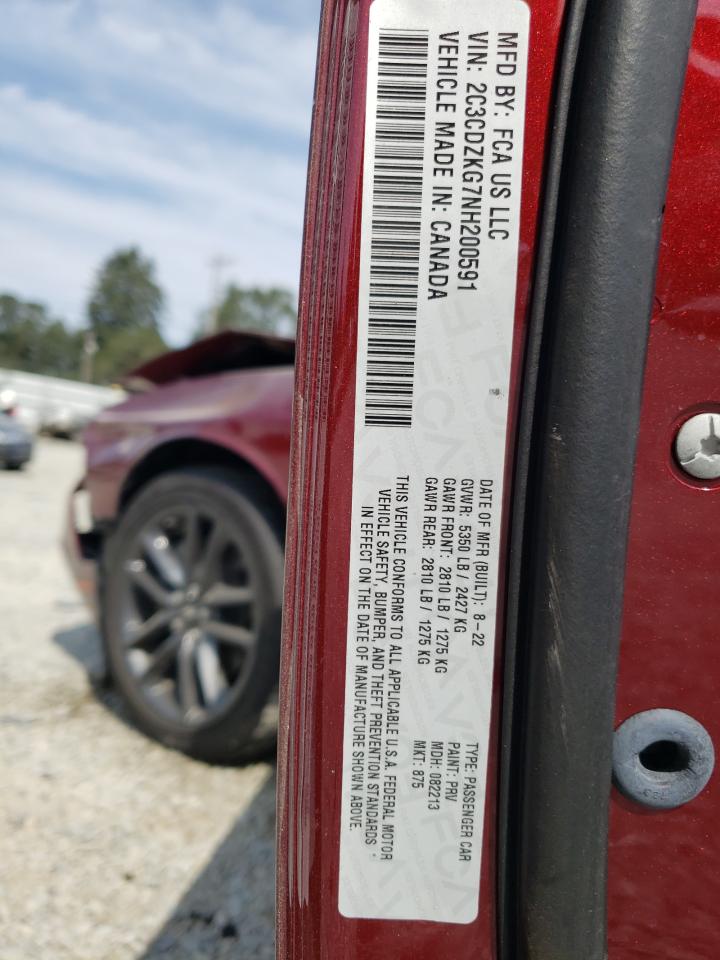 MFD BY: FCA US LLC
VIN: 2C3CDZKG7NH200591
VEHICLE MADE IN: CANADA
DATE OF MFR (BUILT): 8-22
GVWR: 5350 LB / 2427 KG
GAWR FRONT: 2810 LB / 1275 KG
GAWR REAR: 2810 LB / 1275 KG
TYPE: PASSENGER CAR
PAINT: PRV
MDH: 082213
MKT: 875
THIS VEHICLE CONFORMS TO ALL APPLICABLE U.S.A. FEDERAL MOTOR
VEHICLE SAFETY, BUMPER, AND THEFT PREVENTION STANDARDS
IN EFFECT ON THE DATE OF MANUFACTURE SHOWN ABOVE.